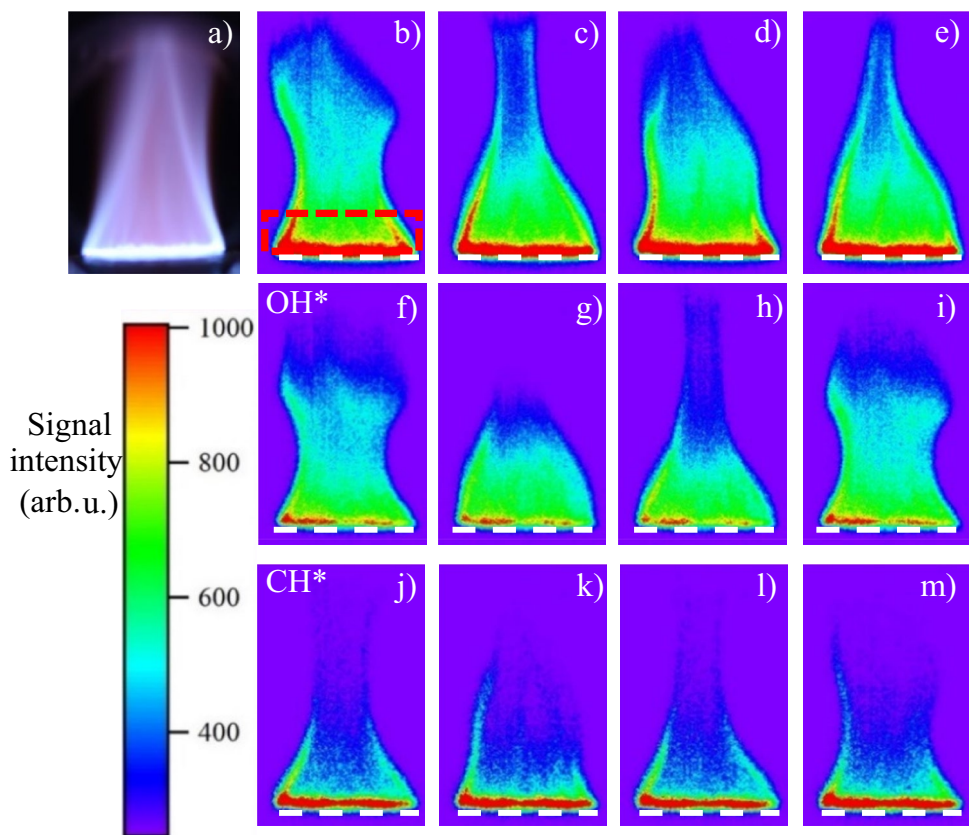 a)
b)
c)
d)
e)
OH*
f)
g)
h)
i)
1000
800
600
400
Signal
intensity
(arb.u.)
CH*
j)
k)
l)
m)